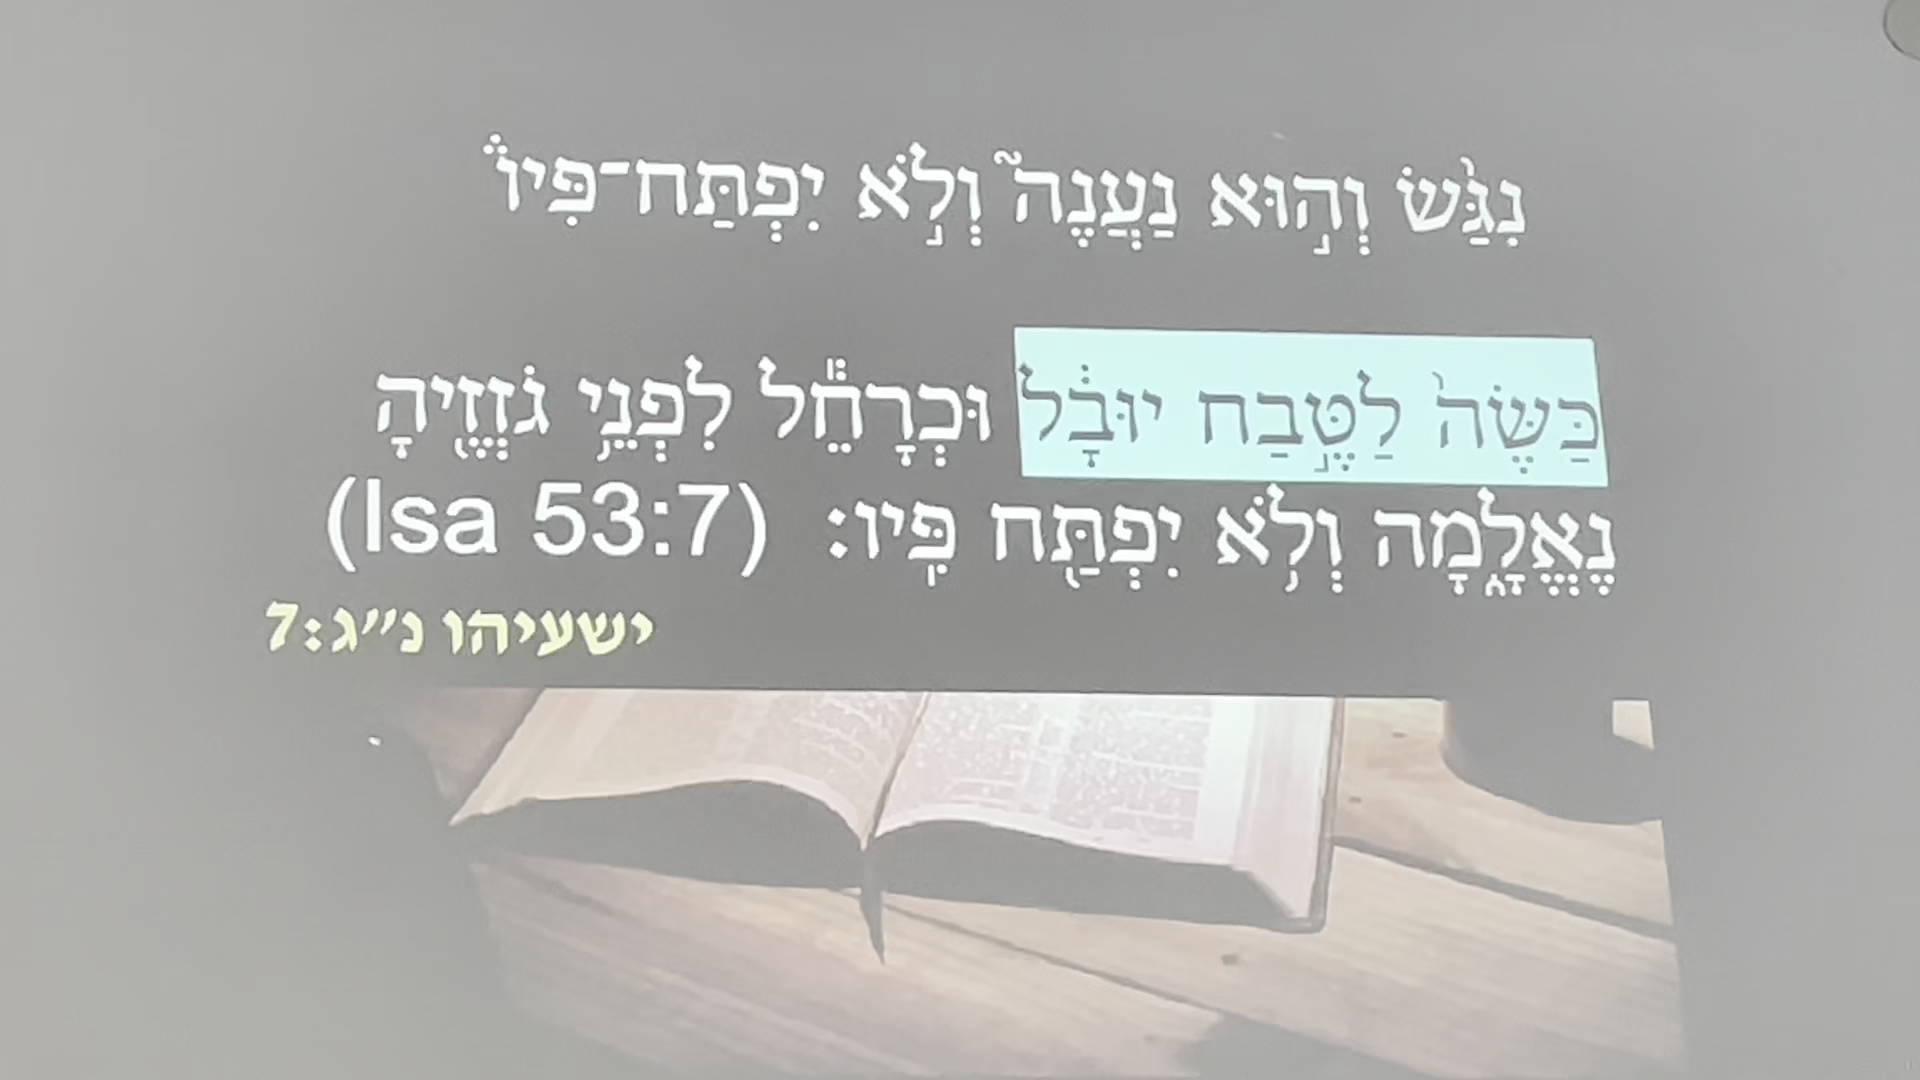 נִגַּ֨שׂ וְה֣וּא נַעֲנֶה֮ וְלֹ֣א יִפְתַּח־פִּיו֒
כַּשֶּׂה֙ לַטֶּ֣בַח יוּבָ֔ל וּכְרָחֵ֕ל לִפְנֵ֥י גֹזְזֶ֖יהָ
נֶאֱלָ֑מָה וְלֹ֥א יִפְתַּ֖ח פִּֽיו׃ (Isa 53:7)
ישעיהו נ״ג:7